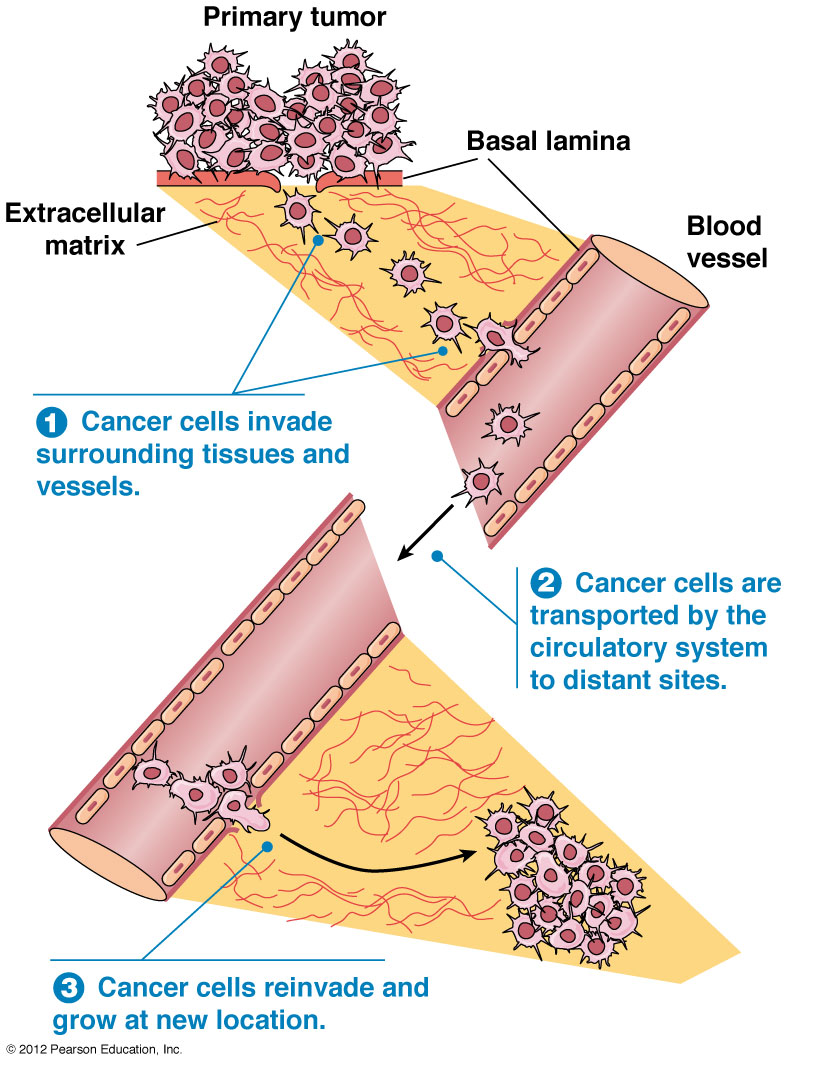 Primary tumor
Basal lamina
Extracellular
matrix
Blood
vessel
1 Cancer cells invade
surrounding tissues and
vessels.
2 Cancer cells are
transported by the
circulatory system
to distant sites.
3 Cancer cells reinvade and
grow at new location.
© 2012 Pearson Education, Inc.